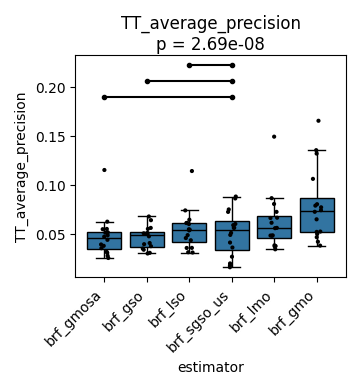 TT_average_precision
p = 2.69e-08
TT_average_precision
0.20
0.15
0.10
0.05
brf_gmosa
brf_gso
brf_lso
brf_sgso_us
brf_lmo
brf_gmo
estimator